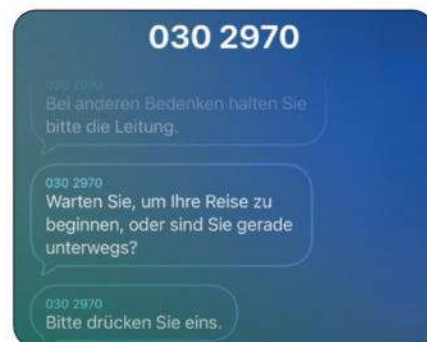 030 2970
030 2970
Bei anderen Bedenken halten Sie
bitte die Leitung.
030 2970
Warten Sie, um Ihre Reise zu
beginnen, oder sind Sie gerade
unterwegs?
030 2970
Bitte drücken Sie eins.